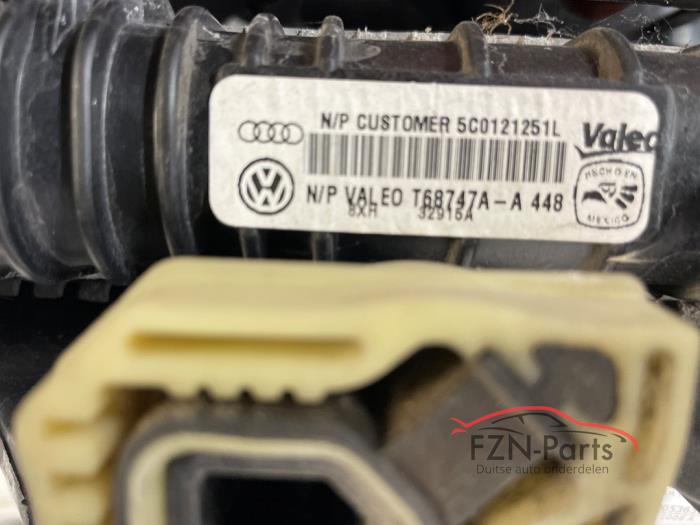 N/P CUSTOMER 5C0121251L
Valeo
N/P VALEO T68747A-A 448
8XH 32916A
HECHO EN
MEXICO
FZN-Parts
Duitse auto onderdelen